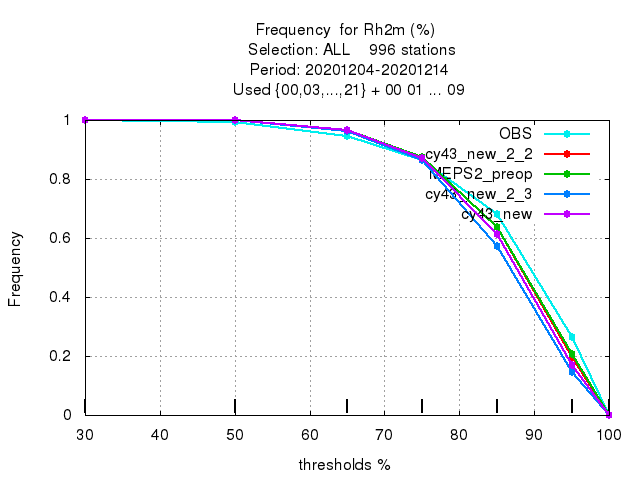 Frequency for Rh2m (%)
Selection: ALL 996 stations
Period: 20201204-20201214
Used {00,03,...,21} + 00 01 ... 09
1
0.8
0.6
0.4
0.2
0
Frequency
OBS
cy43_new_2_2
MEPS2_preop
cy43_new_2_3
cy43_new
30 40 50 60 70 80 90 100
thresholds %